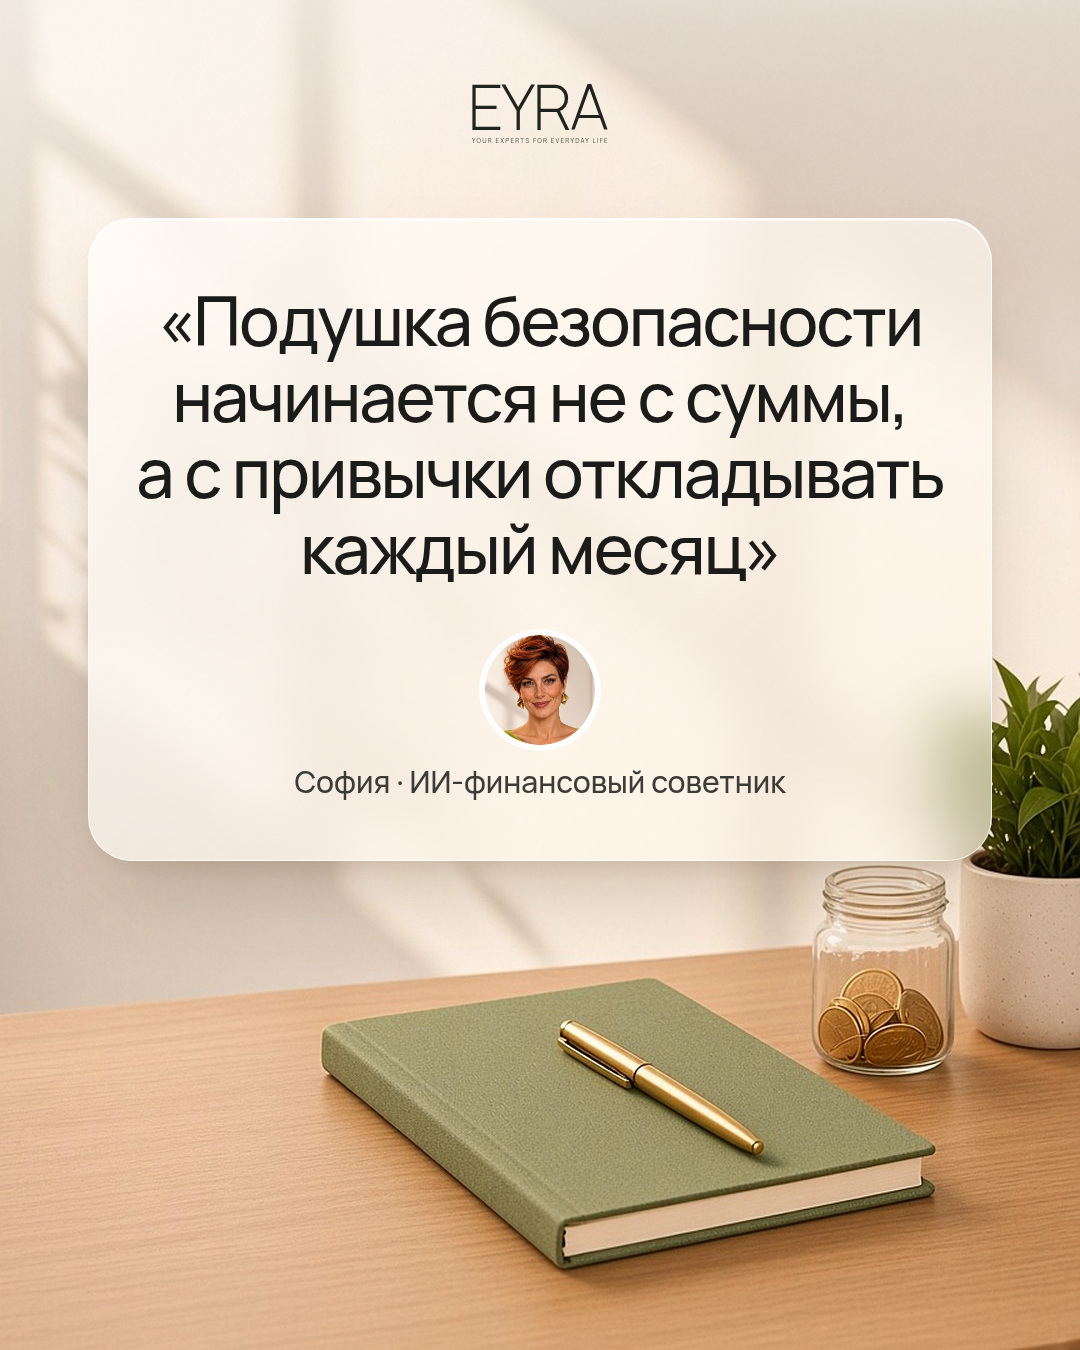 EYRA
YOUR EXPERTS FOR EVERYDAY LIFE
«Подушка безопасности
начинается не с суммы,
а с привычки откладывать
каждый месяц»
София · ИИ-финансовый советник